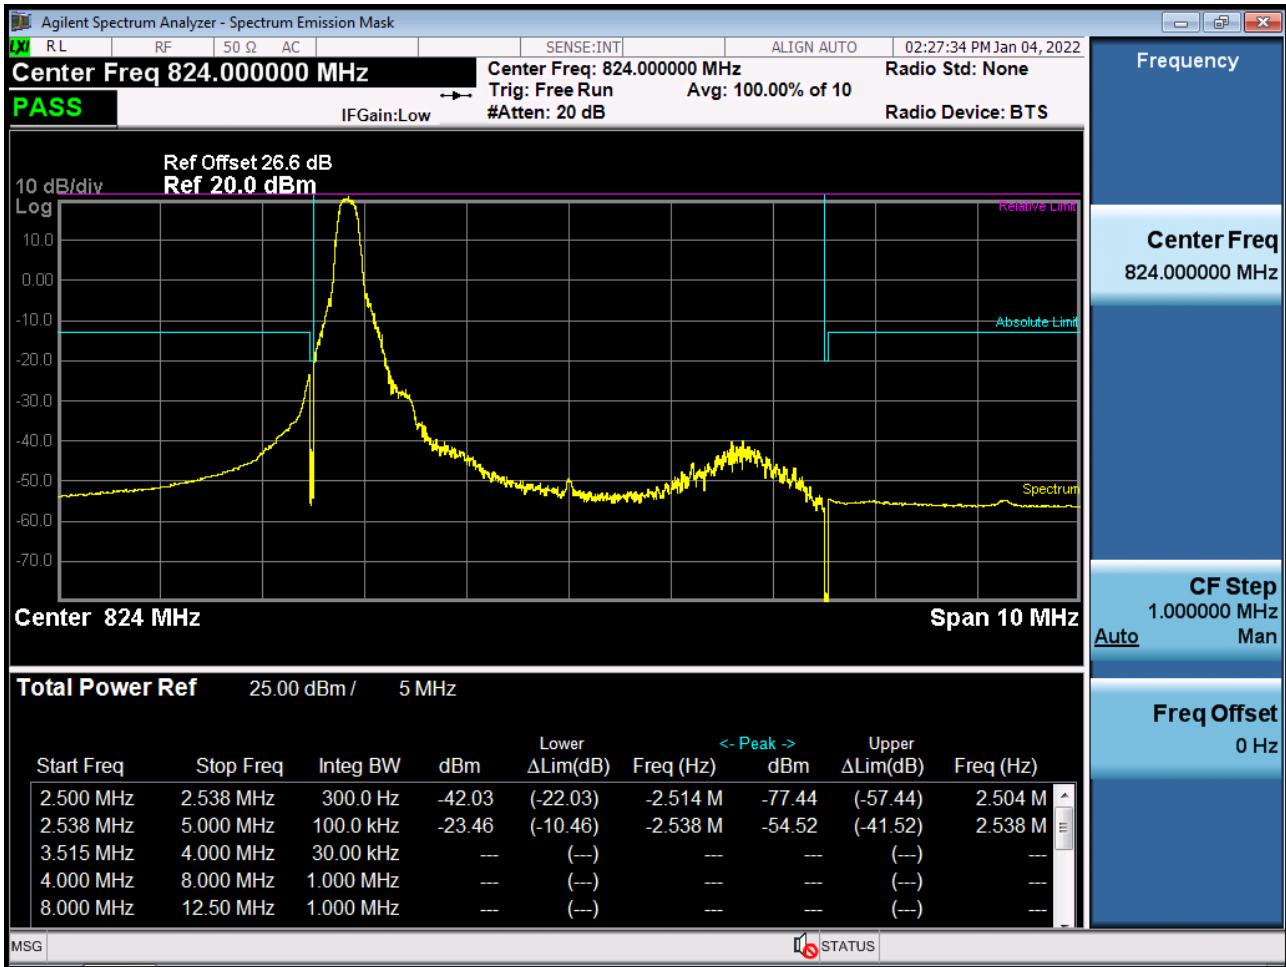 Agilent Spectrum Analyzer - Spectrum Emission Mask
LXI RL RF 50 Ω AC SENSE:INT ALIGN AUTO 02:27:34 PM Jan 04, 2022
Center Freq 824.000000 MHz
Center Freq: 824.000000 MHz Radio Std: None
Trig: Free Run Avg: 100.00% of 10
PASS IFGain:Low #Atten: 20 dB Radio Device: BTS
Ref Offset 26.6 dB
10 dB/div Ref 20.0 dBm
Log
Relative Limit
10.0
0.00
-10.0
Absolute Limit
-20.0
-30.0
-40.0
-50.0
Spectrum
-60.0
-70.0
Center 824 MHz Span 10 MHz
Total Power Ref 25.00 dBm / 5 MHz
Lower <- Peak -> Upper
Start Freq Stop Freq Integ BW dBm ΔLim(dB) Freq (Hz) dBm ΔLim(dB) Freq (Hz)
2.500 MHz 2.538 MHz 300.0 Hz -42.03 (-22.03) -2.514 M -77.44 (-57.44) 2.504 M
2.538 MHz 5.000 MHz 100.0 kHz -23.46 (-10.46) -2.538 M -54.52 (-41.52) 2.538 M
3.515 MHz 4.000 MHz 30.00 kHz --- (---) --- --- (---) ---
4.000 MHz 8.000 MHz 1.000 MHz --- (---) --- --- (---) ---
8.000 MHz 12.50 MHz 1.000 MHz --- (---) --- --- (---) ---
MSG STATUS
Frequency
Center Freq
824.000000 MHz
CF Step
1.000000 MHz
Auto Man
Freq Offset
0 Hz